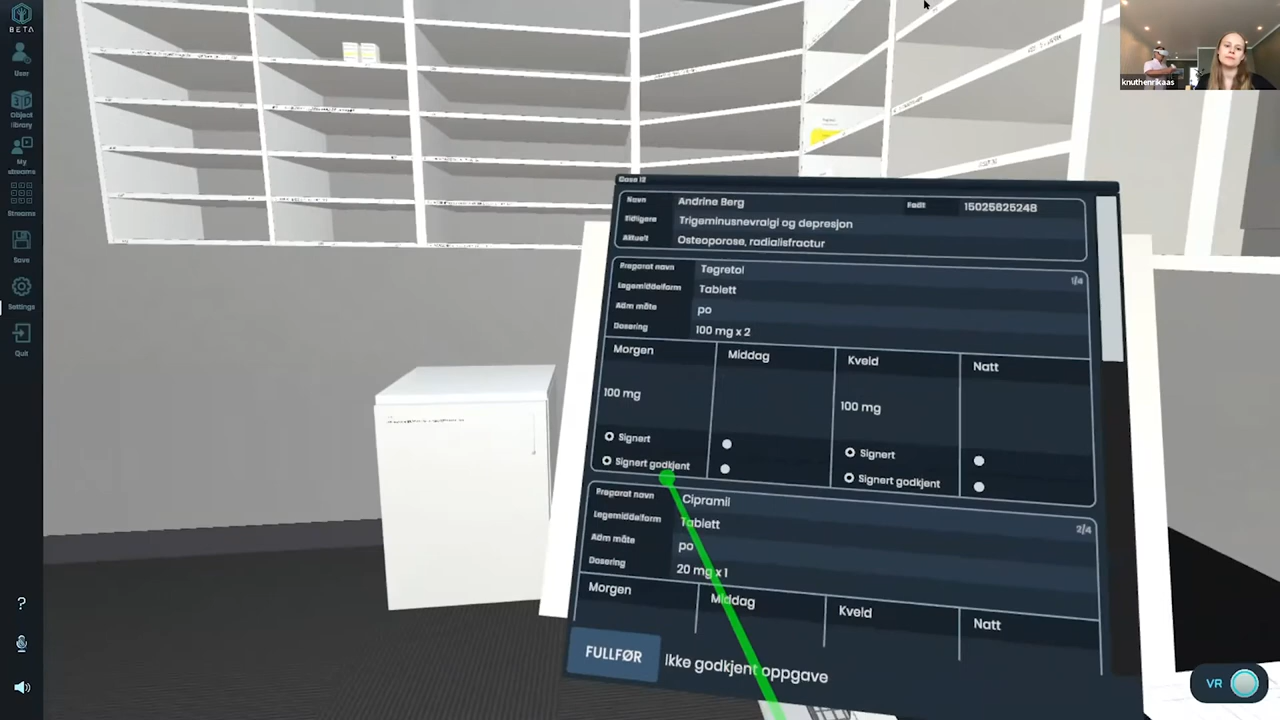 BETA
User
Object
library
My
streams
Streams
Save
Settings
Quit
?
knuthenrikaas
Case 12
Navn Andrine Berg Født 15025825248
Tidligere Trigeminusnevralgi og depresjon
Aktuelt Osteoporose, radialisfractur
Preparat navn Tegretol 1/4
Legemiddelform Tablett
Adm måte po
Dosering 100 mg x 2
Morgen Middag Kveld Natt
100 mg 100 mg
Signert Signert
Signert godkjent Signert godkjent
Preparat navn Cipramil
Legemiddelform Tablett 2/4
Adm måte po
Dosering 20 mg x 1
Morgen Middag Kveld Natt
FULLFØR Ikke godkjent oppgave
VR